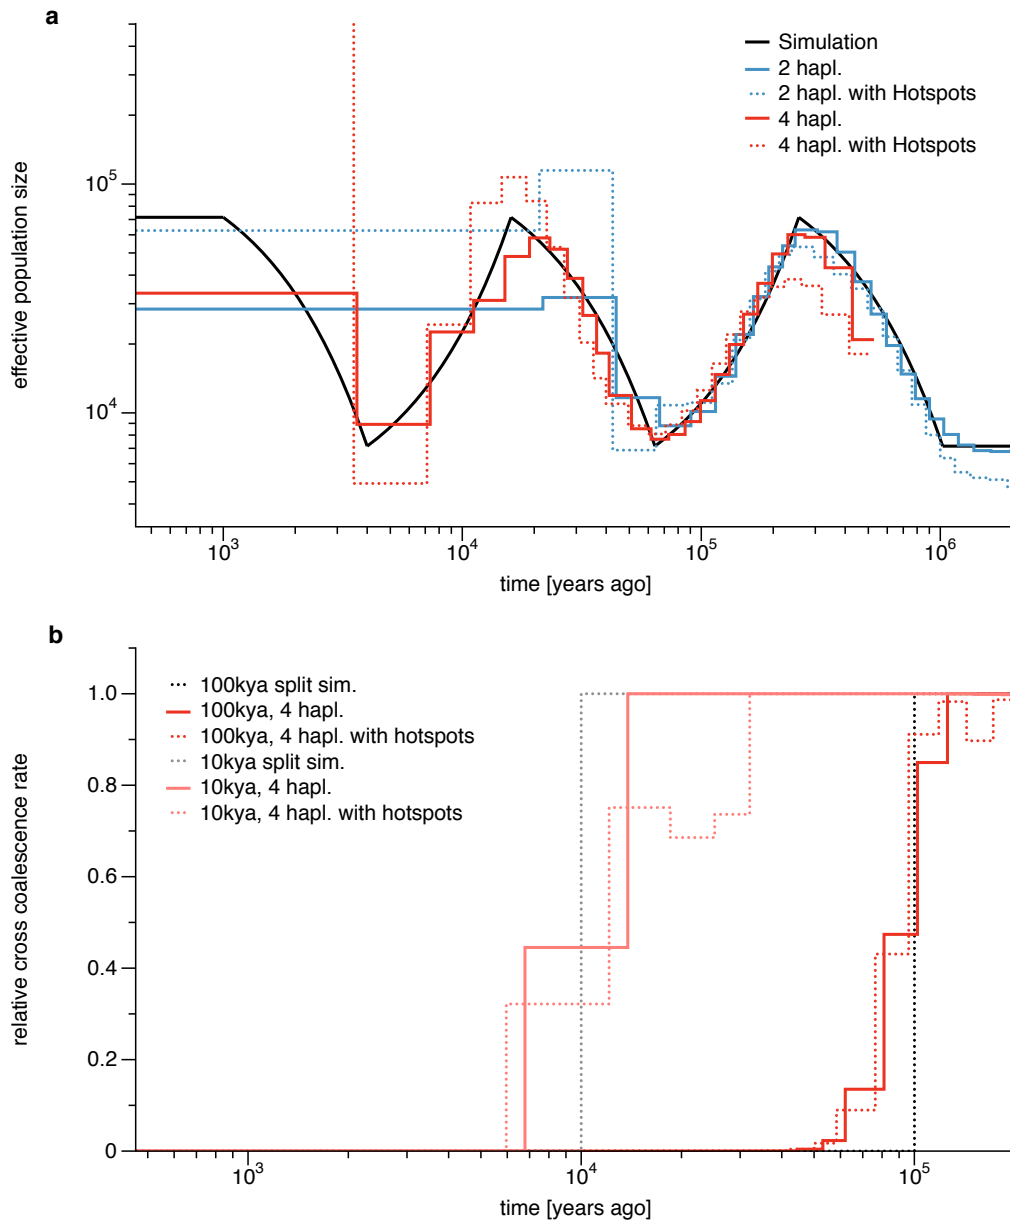 a
Simulation
2 hapl.
2 hapl. with Hotspots
4 hapl.
4 hapl. with Hotspots
effective population size
10^5
10^4
10^3
10^4
10^5
10^6
time [years ago]
b
100kya split sim.
100kya, 4 hapl.
100kya, 4 hapl. with hotspots
10kya split sim.
10kya, 4 hapl.
10kya, 4 hapl. with hotspots
relative cross coalescence rate
1.0
0.8
0.6
0.4
0.2
0
10^3
10^4
10^5
time [years ago]